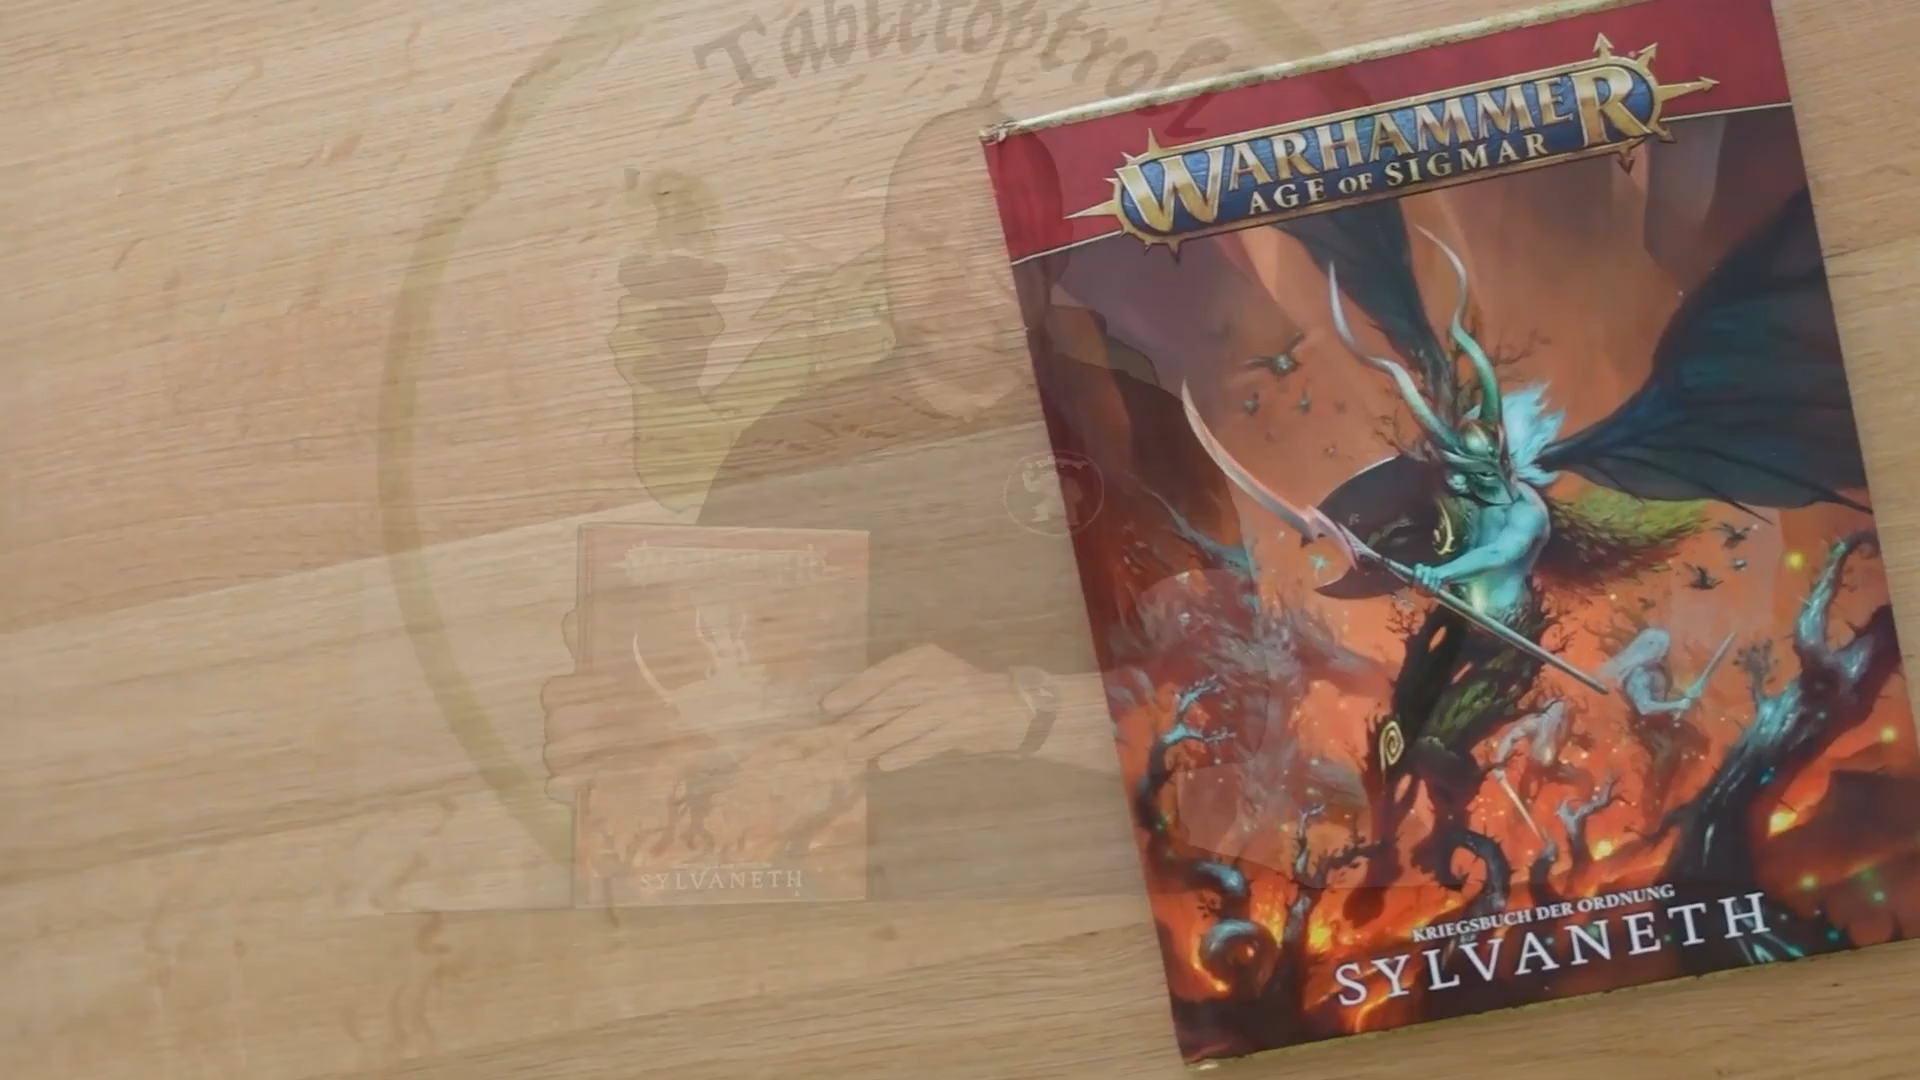 Tabletoptroll
WARHAMMER
AGE OF SIGMAR
KRIEGSBUCH DER ORDNUNG
SYLVANETH
SYLVANETH